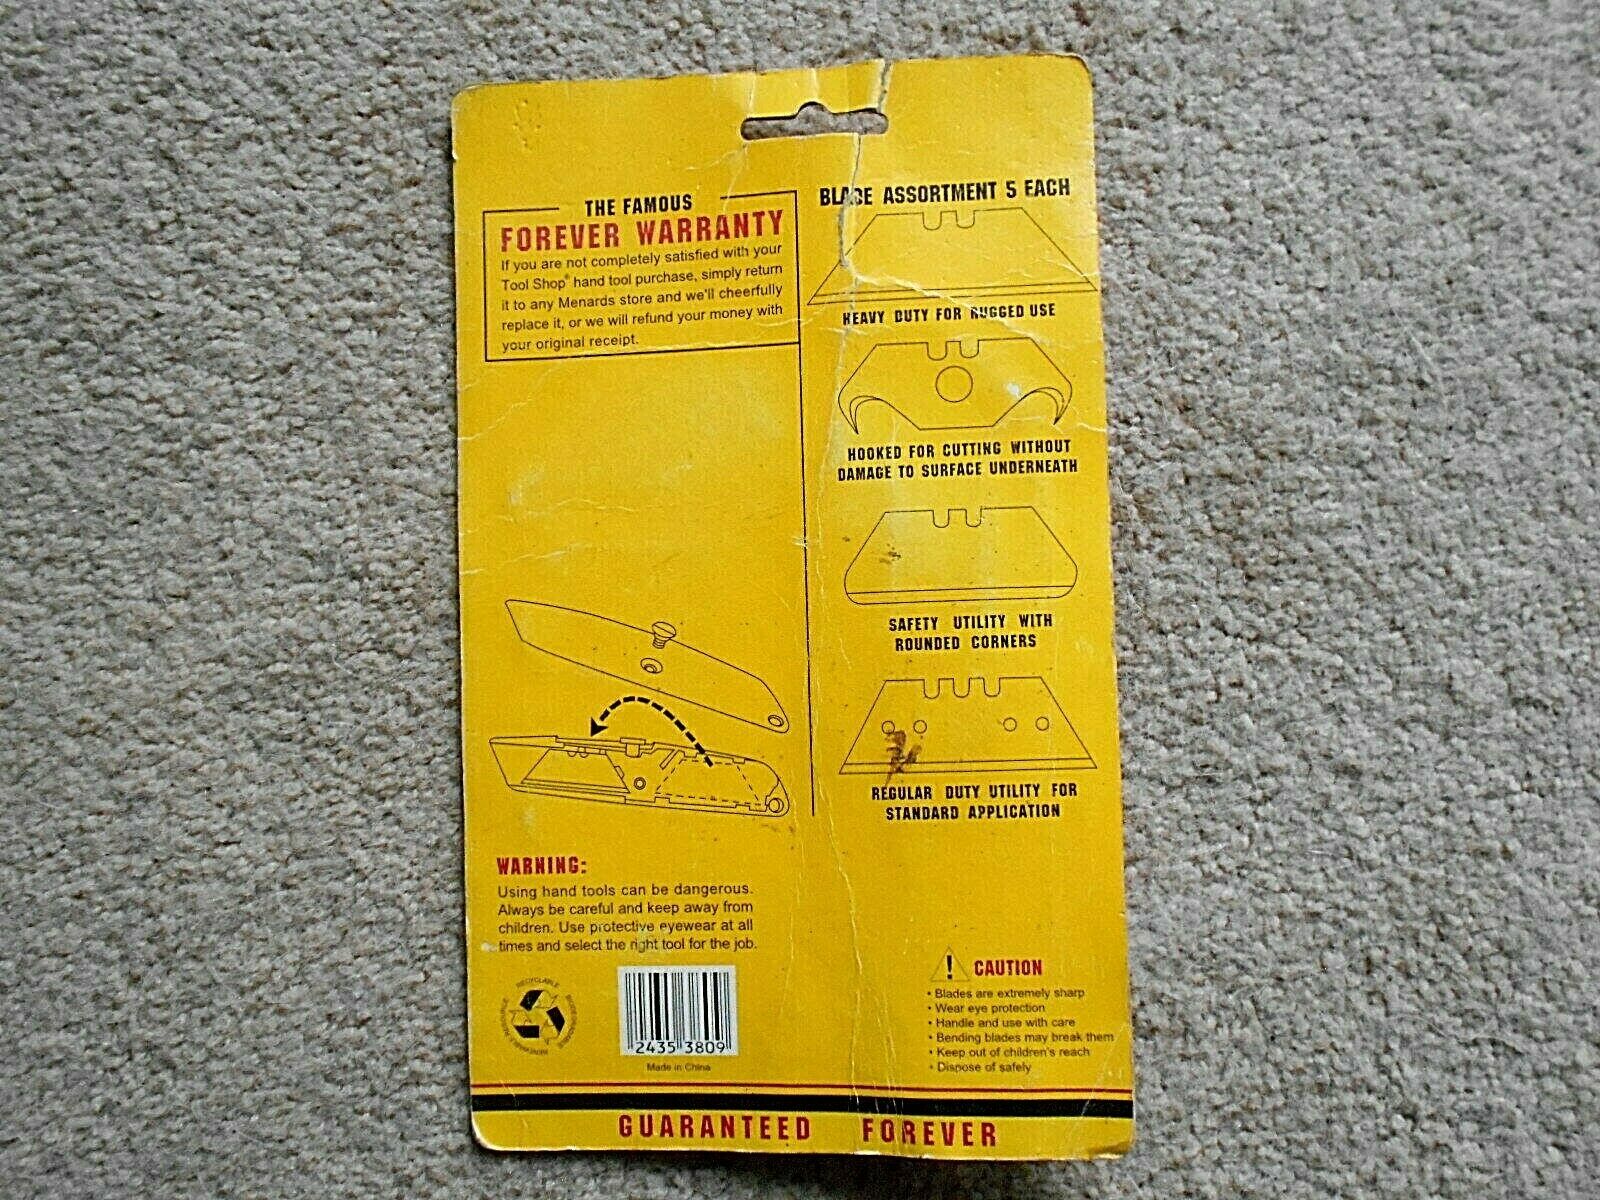 THE FAMOUS
FOREVER WARRANTY
If you are not completely satisfied with your
Tool Shop® hand tool purchase, simply return
it to any Menards store and we'll cheerfully
replace it, or we will refund your money with
your original receipt.
BLADE ASSORTMENT 5 EACH
HEAVY DUTY FOR RUGGED USE
HOOKED FOR CUTTING WITHOUT
DAMAGE TO SURFACE UNDERNEATH
SAFETY UTILITY WITH
ROUNDED CORNERS
REGULAR DUTY UTILITY FOR
STANDARD APPLICATION
WARNING:
Using hand tools can be dangerous.
Always be careful and keep away from
children. Use protective eyewear at all
times and select the right tool for the job.
RECYCLABLE
BIODEGRADABLE
RENEWABLE RESOURCE
2435 3809
Made in China
! CAUTION
• Blades are extremely sharp
• Wear eye protection
• Handle and use with care
• Bending blades may break them
• Keep out of children's reach
• Dispose of safely
GUARANTEED FOREVER